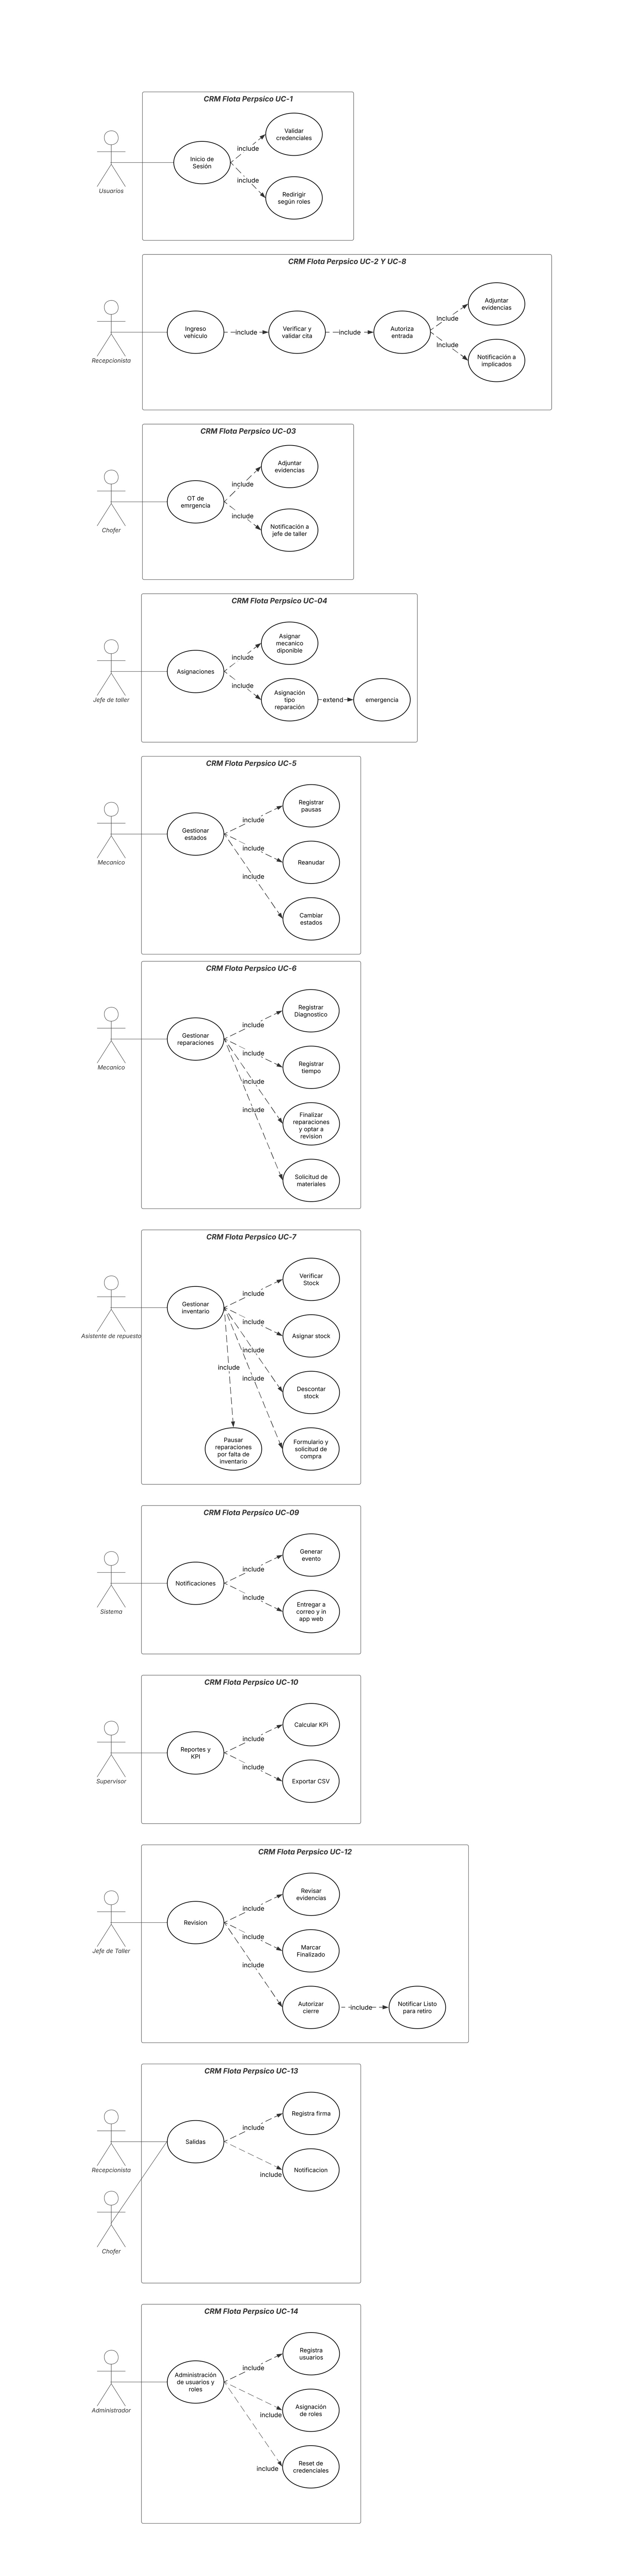 CRM Flota Perpsico UC-1
Validar
credenciales
include
Inicio de
Sesión
include
Redirigir
según roles
Usuarios
CRM Flota Perpsico UC-2 Y UC-8
Adjuntar
evidencias
Include
Ingreso
vehiculo
include
Verificar y
validar cita
include
Autoriza
entrada
Include
Notificación a
implicados
Recepcionista
CRM Flota Perpsico UC-03
Adjuntar
evidencias
include
OT de
emrgencia
include
Notificación a
jefe de taller
Chofer
CRM Flota Perpsico UC-04
Asignar
mecanico
diponible
include
Asignaciones
include
Asignación
tipo
reparación
extend
emergencia
Jefe de taller
CRM Flota Perpsico UC-5
Registrar
pausas
include
Gestionar
estados
include
Reanudar
Mecanico
include
Cambiar
estados
CRM Flota Perpsico UC-6
Registrar
Diagnostico
include
Gestionar
reparaciones
include
Registrar
tiempo
Mecanico
include
include
Finalizar
reparaciones
y optar a
revision
Solicitud de
materiales
CRM Flota Perpsico UC-7
Verificar
Stock
include
Gestionar
inventario
include
Asignar stock
Asistente de repuesto
include
include
include
Descontar
stock
Pausar
reparaciones
por falta de
inventario
Formulario y
solicitud de
compra
CRM Flota Perpsico UC-09
Generar
evento
include
Notificaciones
include
Entregar a
correo y in
app web
Sistema
CRM Flota Perpsico UC-10
Calcular KPi
include
Reportes y
KPI
include
Exportar CSV
Supervisor
CRM Flota Perpsico UC-12
Revisar
evidencias
include
Revision
include
Marcar
Finalizado
Jefe de Taller
include
Autorizar
cierre
include
Notificar Listo
para retiro
CRM Flota Perpsico UC-13
Registra firma
include
Salidas
Recepcionista
include
Notificacion
Chofer
CRM Flota Perpsico UC-14
Registra
usuarios
include
Administración
de usuarios y
roles
Asignación
de roles
Administrador
include
include
Reset de
credenciales